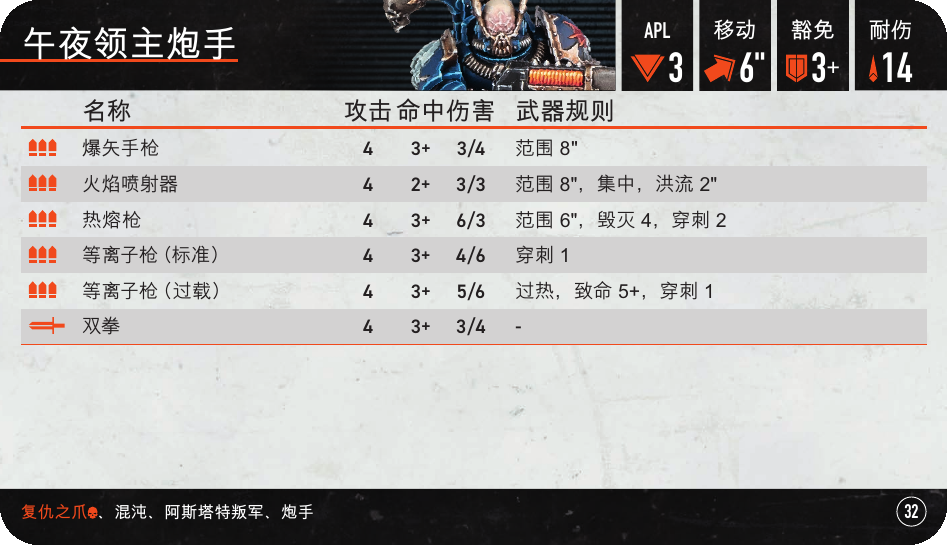 午夜领主炮手
APL 移动 豁免 耐伤
3 6" 3+ 14
名称 攻击 命中 伤害 武器规则
爆矢手枪 4 3+ 3/4 范围 8"
火焰喷射器 4 2+ 3/3 范围 8"，集中，洪流 2"
热熔枪 4 3+ 6/3 范围 6"，毁灭 4，穿刺 2
等离子枪（标准） 4 3+ 4/6 穿刺 1
等离子枪（过载） 4 3+ 5/6 过热，致命 5+，穿刺 1
双拳 4 3+ 3/4 -
复仇之爪、混沌、阿斯塔特叛军、炮手
32